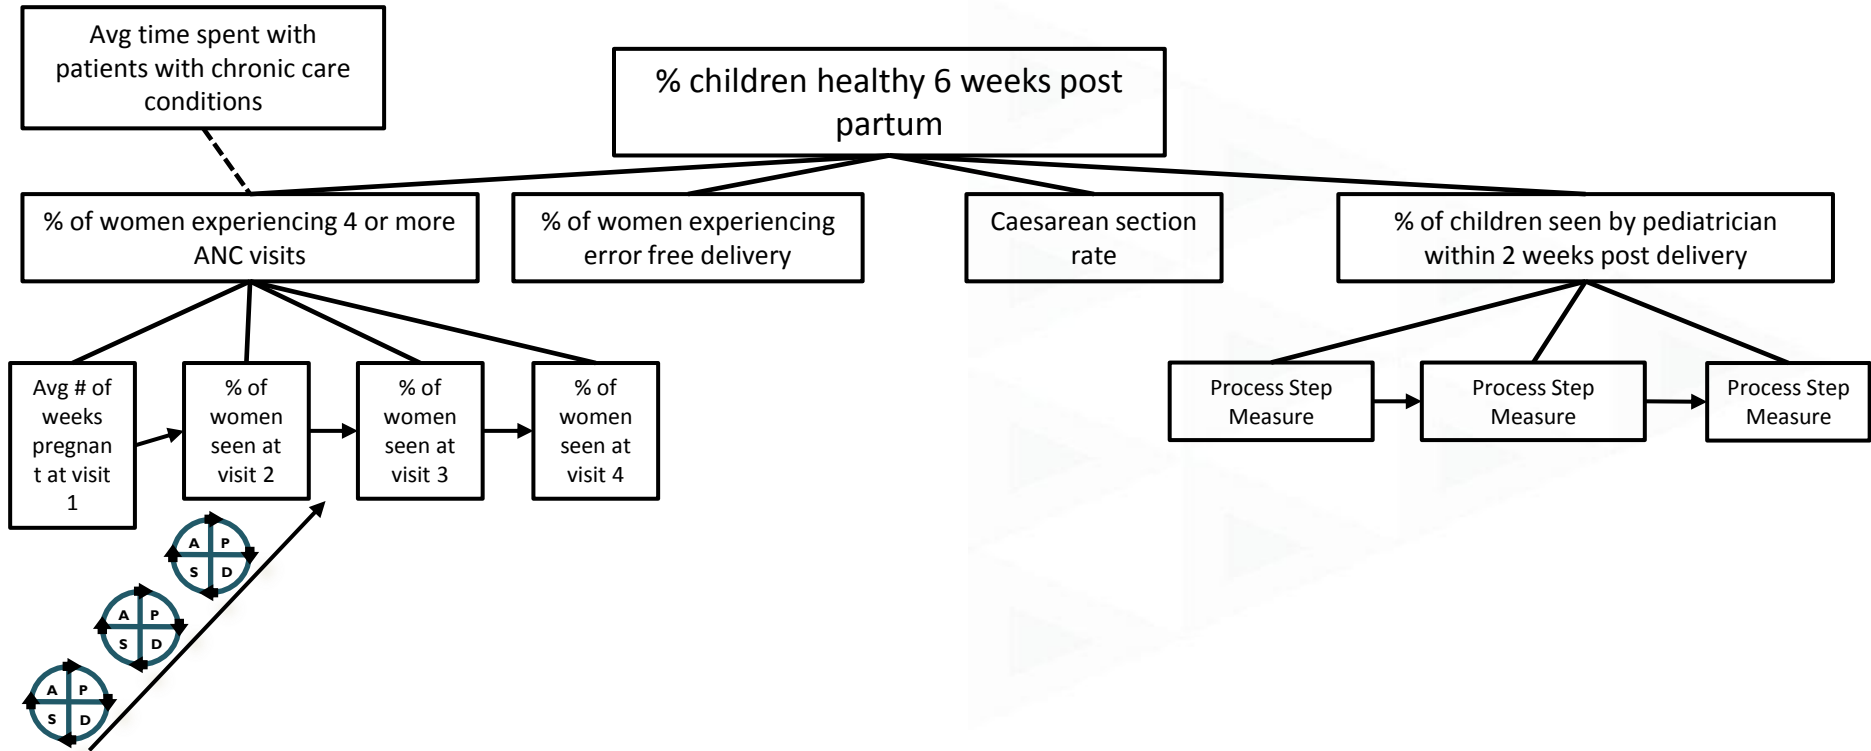 Avg time spent with
patients with chronic care
conditions
% children healthy 6 weeks post
partum
% of women experiencing 4 or more
ANC visits
% of women experiencing
error free delivery
Caesarean section
rate
% of children seen by pediatrician
within 2 weeks post delivery
Avg # of
weeks
pregnan
t at visit
1
% of
women
seen at
visit 2
% of
women
seen at
visit 3
% of
women
seen at
visit 4
Process Step
Measure
Process Step
Measure
Process Step
Measure
A P
S D
A P
S D
A P
S D